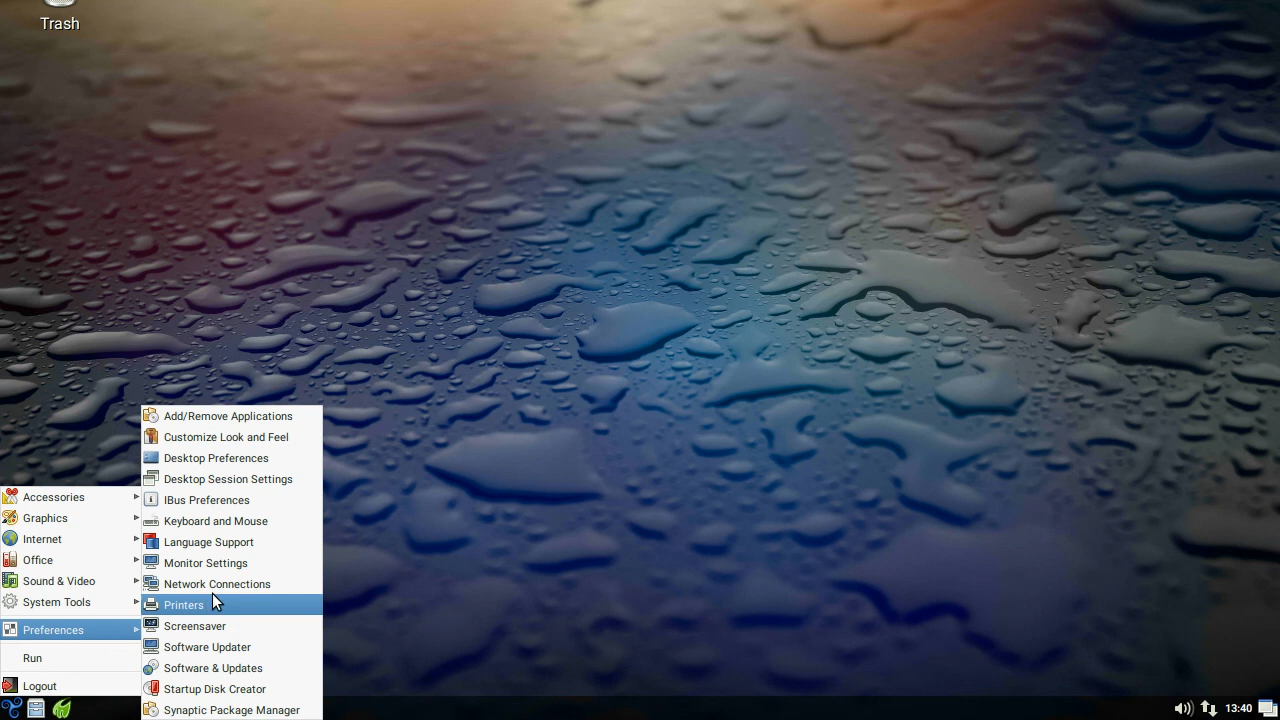 Trash
Add/Remove Applications
Customize Look and Feel
Desktop Preferences
Desktop Session Settings
IBus Preferences
Keyboard and Mouse
Language Support
Monitor Settings
Network Connections
Printers
Screensaver
Software Updater
Software & Updates
Startup Disk Creator
Synaptic Package Manager
Accessories
Graphics
Internet
Office
Sound & Video
System Tools
Preferences
Run
Logout
13:40